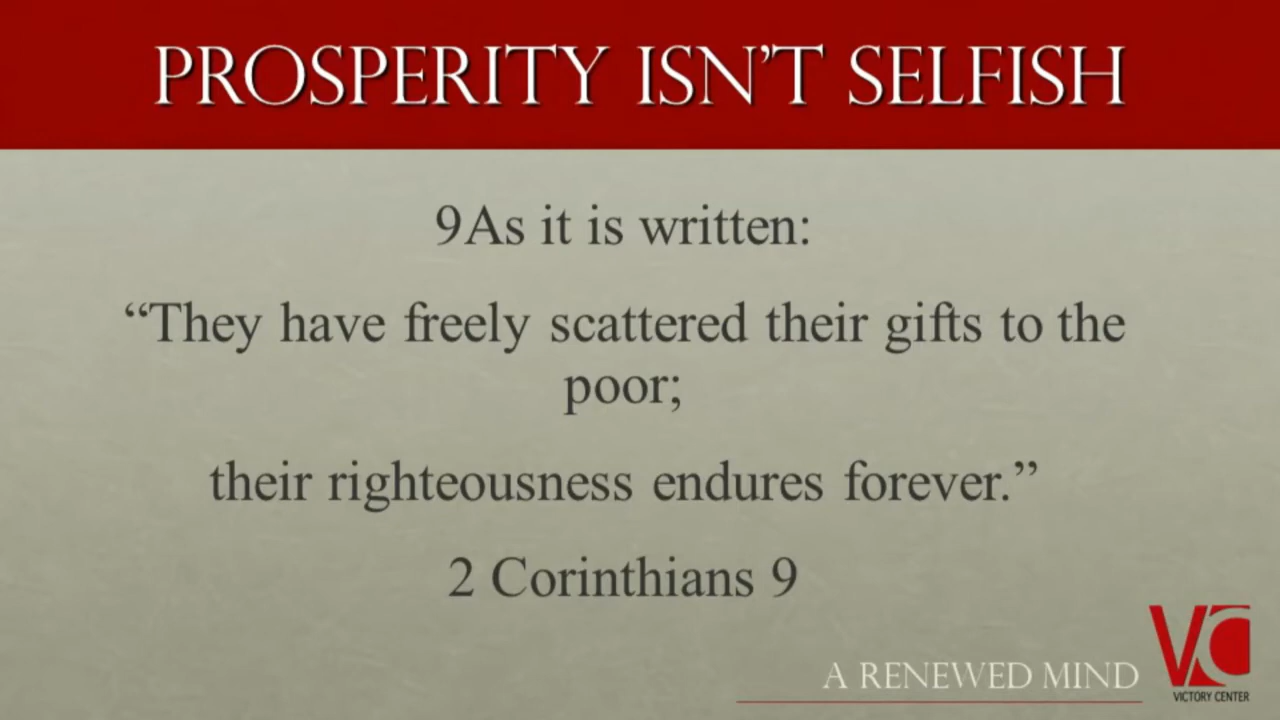 PROSPERITY ISN'T SELFISH
9As it is written:
“They have freely scattered their gifts to the
poor;
their righteousness endures forever.”
2 Corinthians 9
A RENEWED MIND
VC
VICTORY CENTER